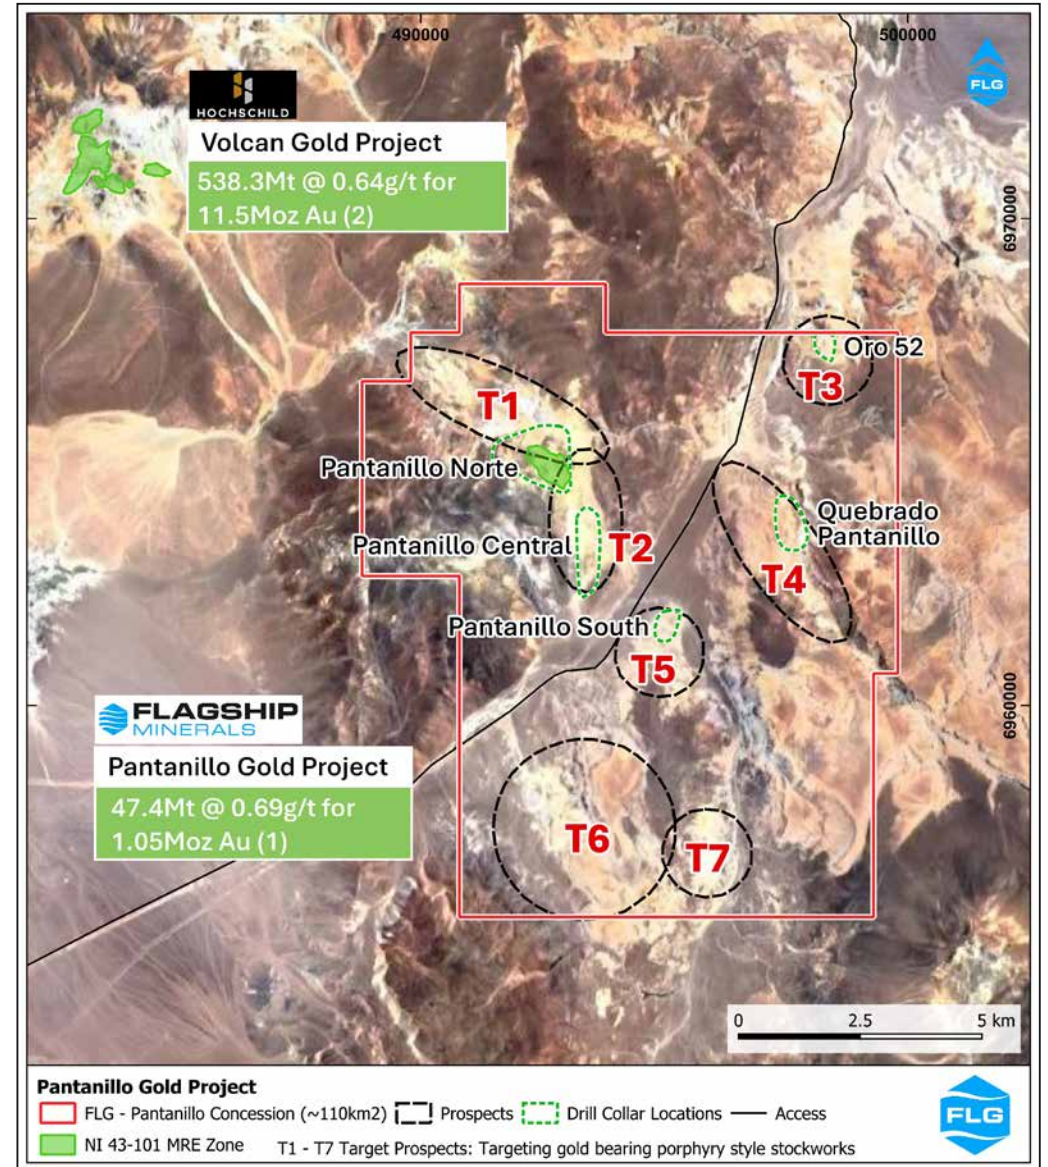 490000
500000
FLG
HOCHSCHILD
Volcan Gold Project
538.3Mt @ 0.64g/t for
11.5Moz Au (2)
6970000
Oro 52
T3
T1
Pantanillo Norte
Quebrado
Pantanillo
Pantanillo Central
T2
T4
Pantanillo South
T5
6960000
FLAGSHIP
MINERALS
Pantanillo Gold Project
47.4Mt @ 0.69g/t for
1.05Moz Au (1)
T6
T7
0 2.5 5 km
Pantanillo Gold Project
FLG - Pantanillo Concession (~110km2) Prospects Drill Collar Locations Access
NI 43-101 MRE Zone T1 - T7 Target Prospects: Targeting gold bearing porphyry style stockworks
FLG